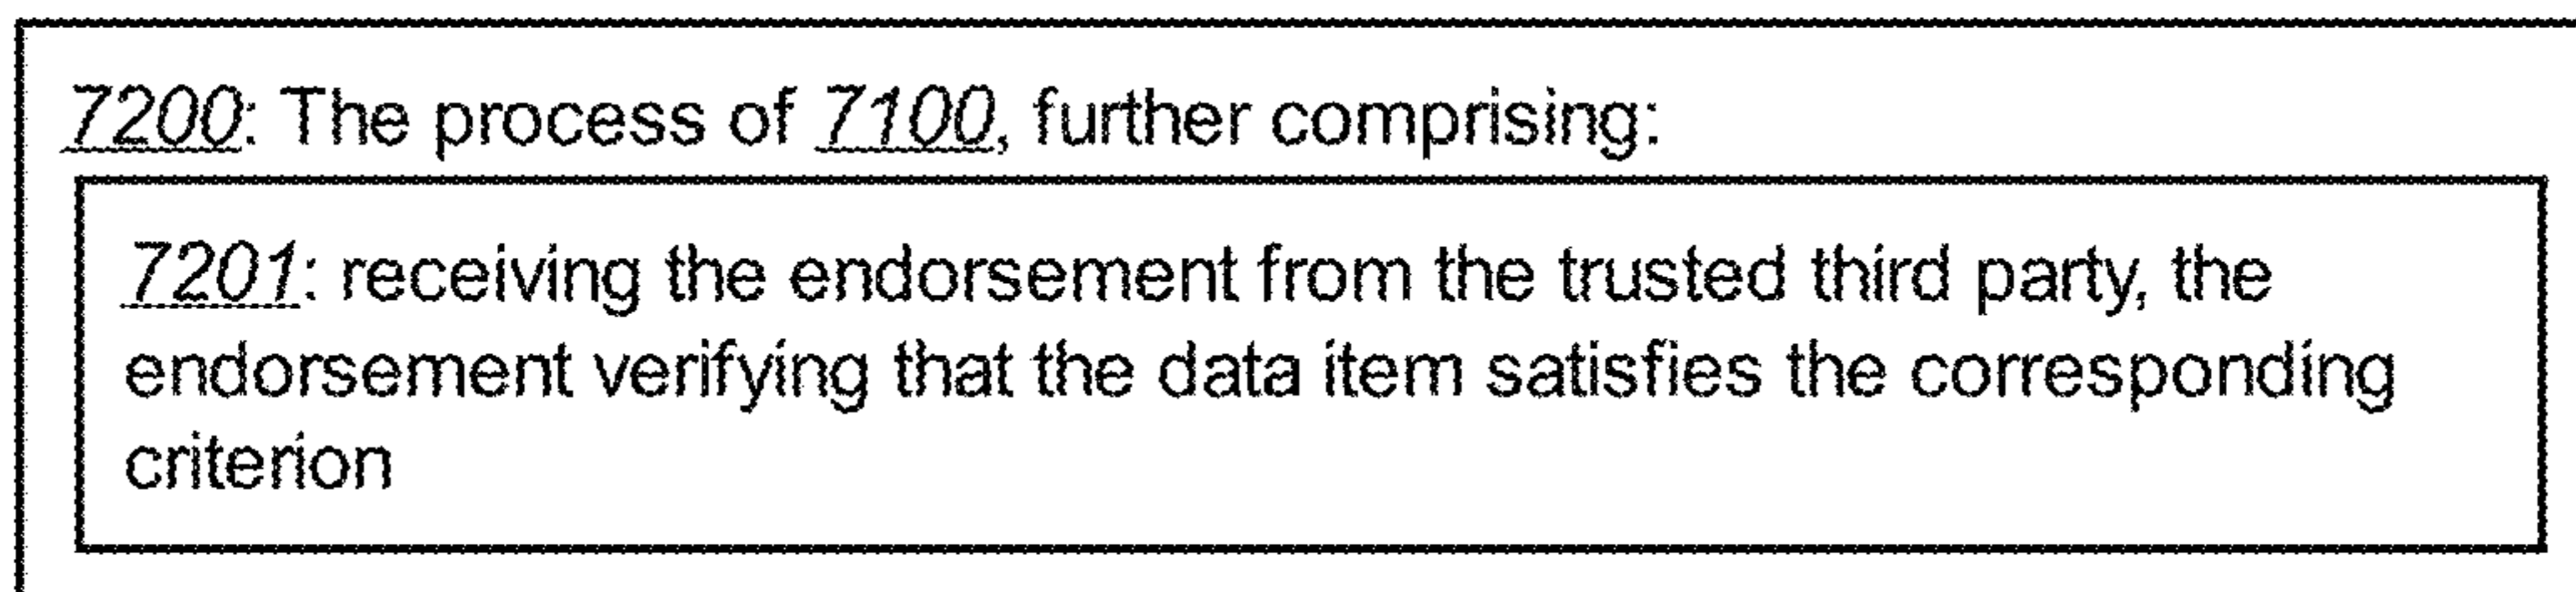 7200: The process of 7100, further comprising:
7201: receiving the endorsement from the trusted third party, the
endorsement verifying that the data item satisfies the corresponding
criterion